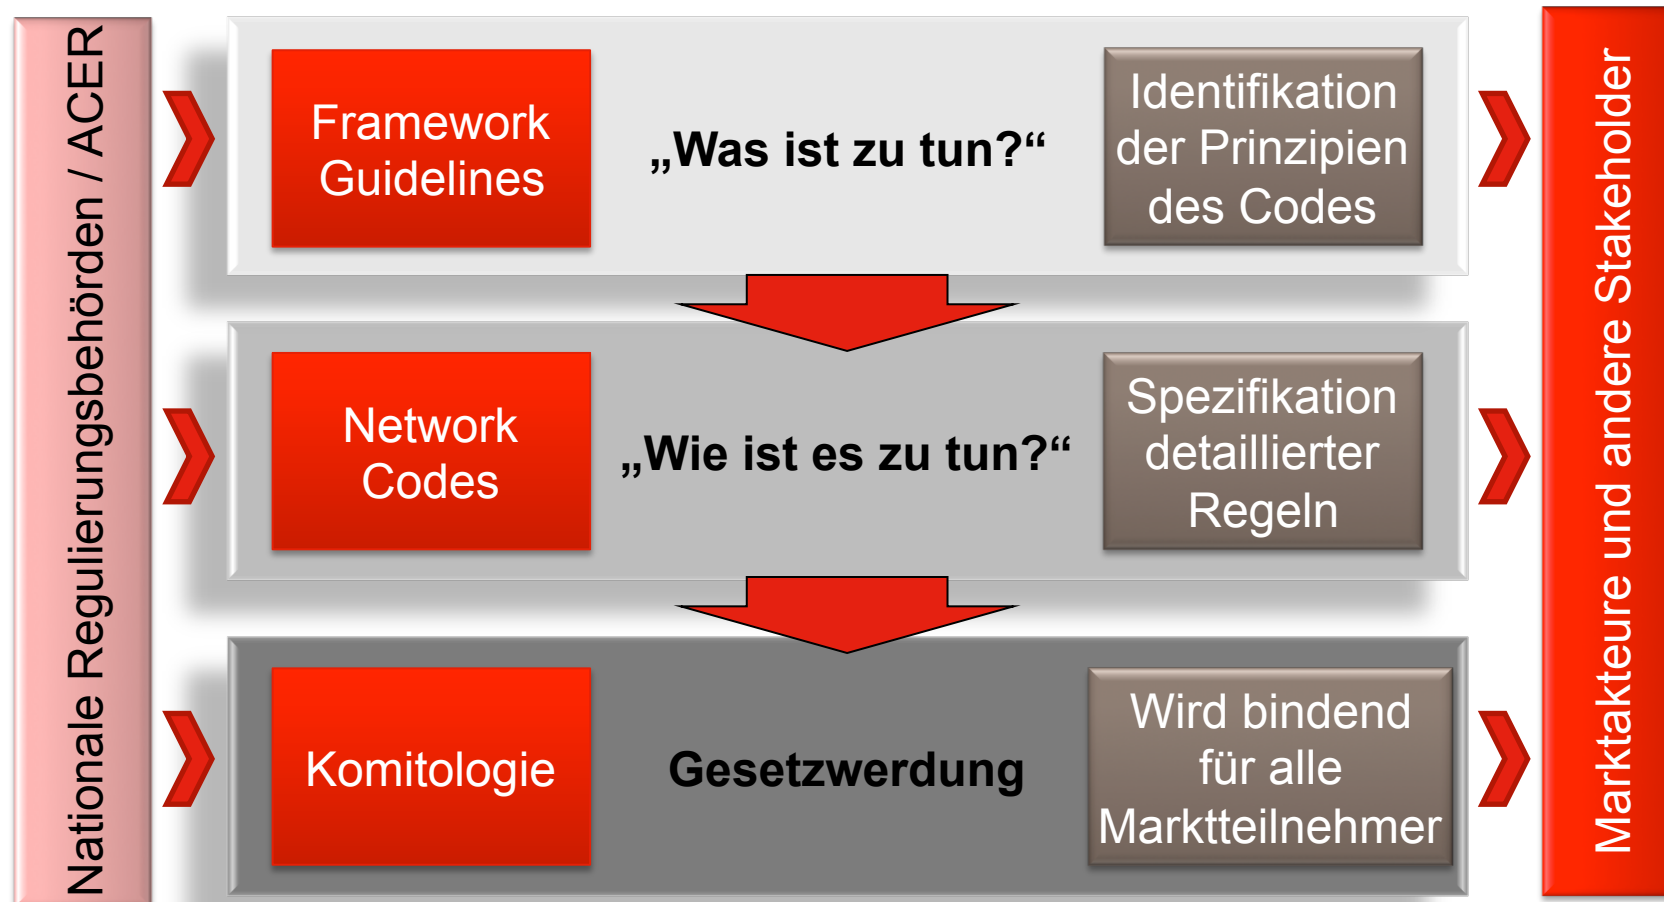 Nationale Regulierungsbehörden / ACER
Framework
Guidelines
„Was ist zu tun?“
Identifikation
der Prinzipien
des Codes
Network
Codes
„Wie ist es zu tun?“
Spezifikation
detaillierter
Regeln
Komitologie
Gesetzwerdung
Wird bindend
für alle
Marktteilnehmer
Marktakteure und andere Stakeholder